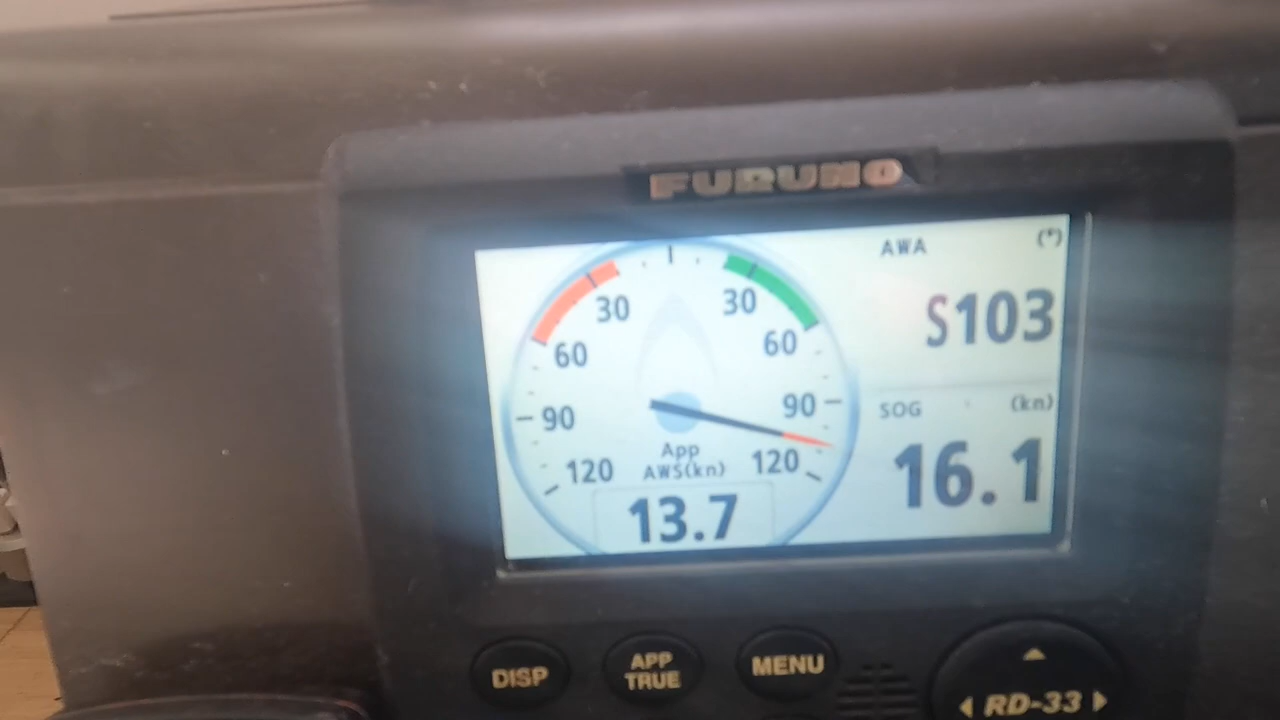 FURUNO
AWA (°)
S103
30 30
60 60
90 90
120 120
App
AWS(kn)
13.7
SOG (kn)
16.1
DISP
APP
TRUE
MENU
RD-33